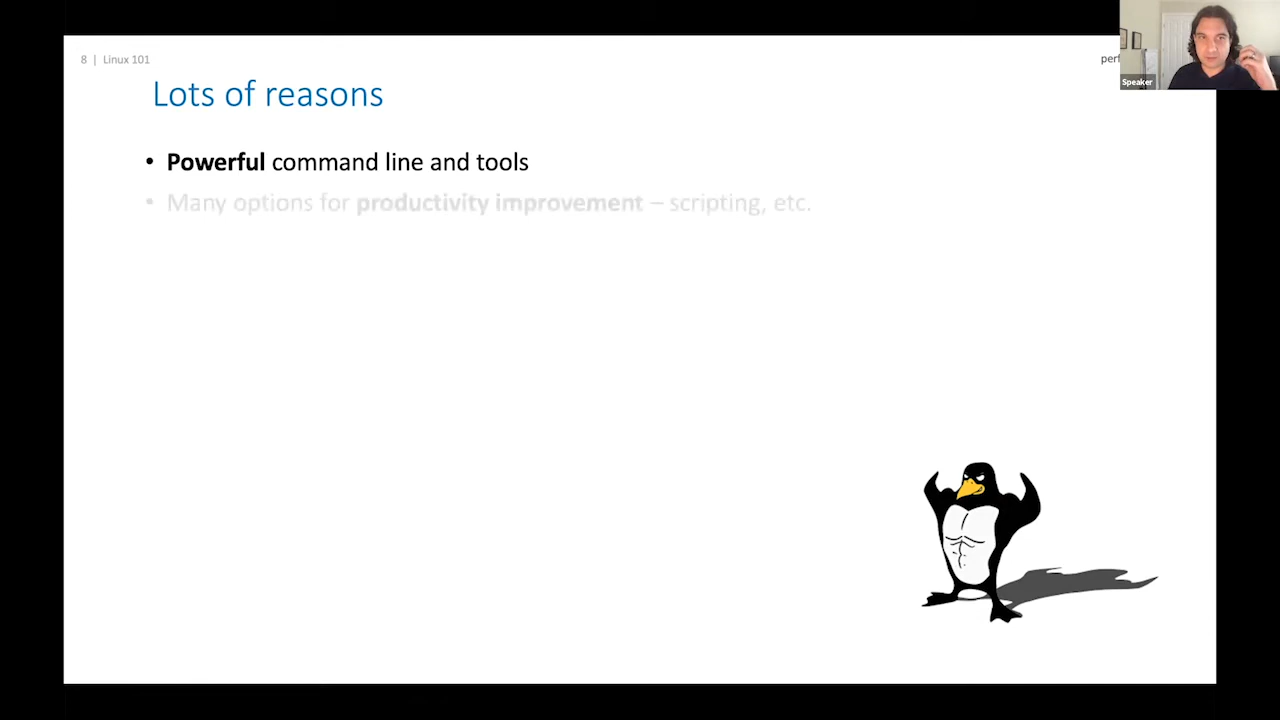 8 | Linux 101
Lots of reasons
• Powerful command line and tools
• Many options for productivity improvement – scripting, etc.
Speaker